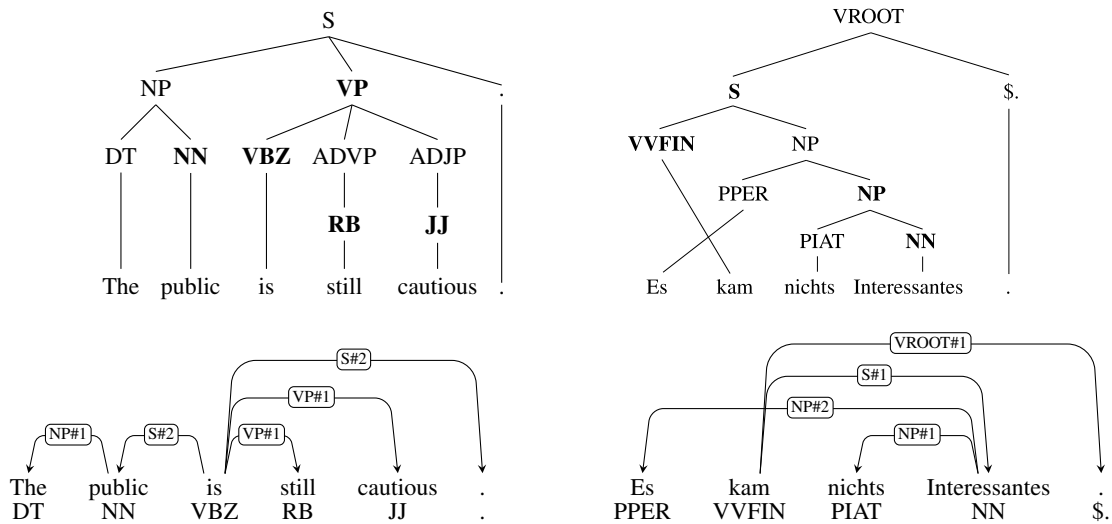 S
NP VP .
DT NN VBZ ADVP ADJP
RB JJ
The public is still cautious .
VROOT
S $.
VVFIN NP
PPER NP
PIAT NN
Es kam nichts Interessantes .
S#2
VP#1
NP#1 S#2 VP#1
The public is still cautious .
DT NN VBZ RB JJ .
VROOT#1
S#1
NP#2
NP#1
Es kam nichts Interessantes .
PPER VVFIN PIAT NN $.